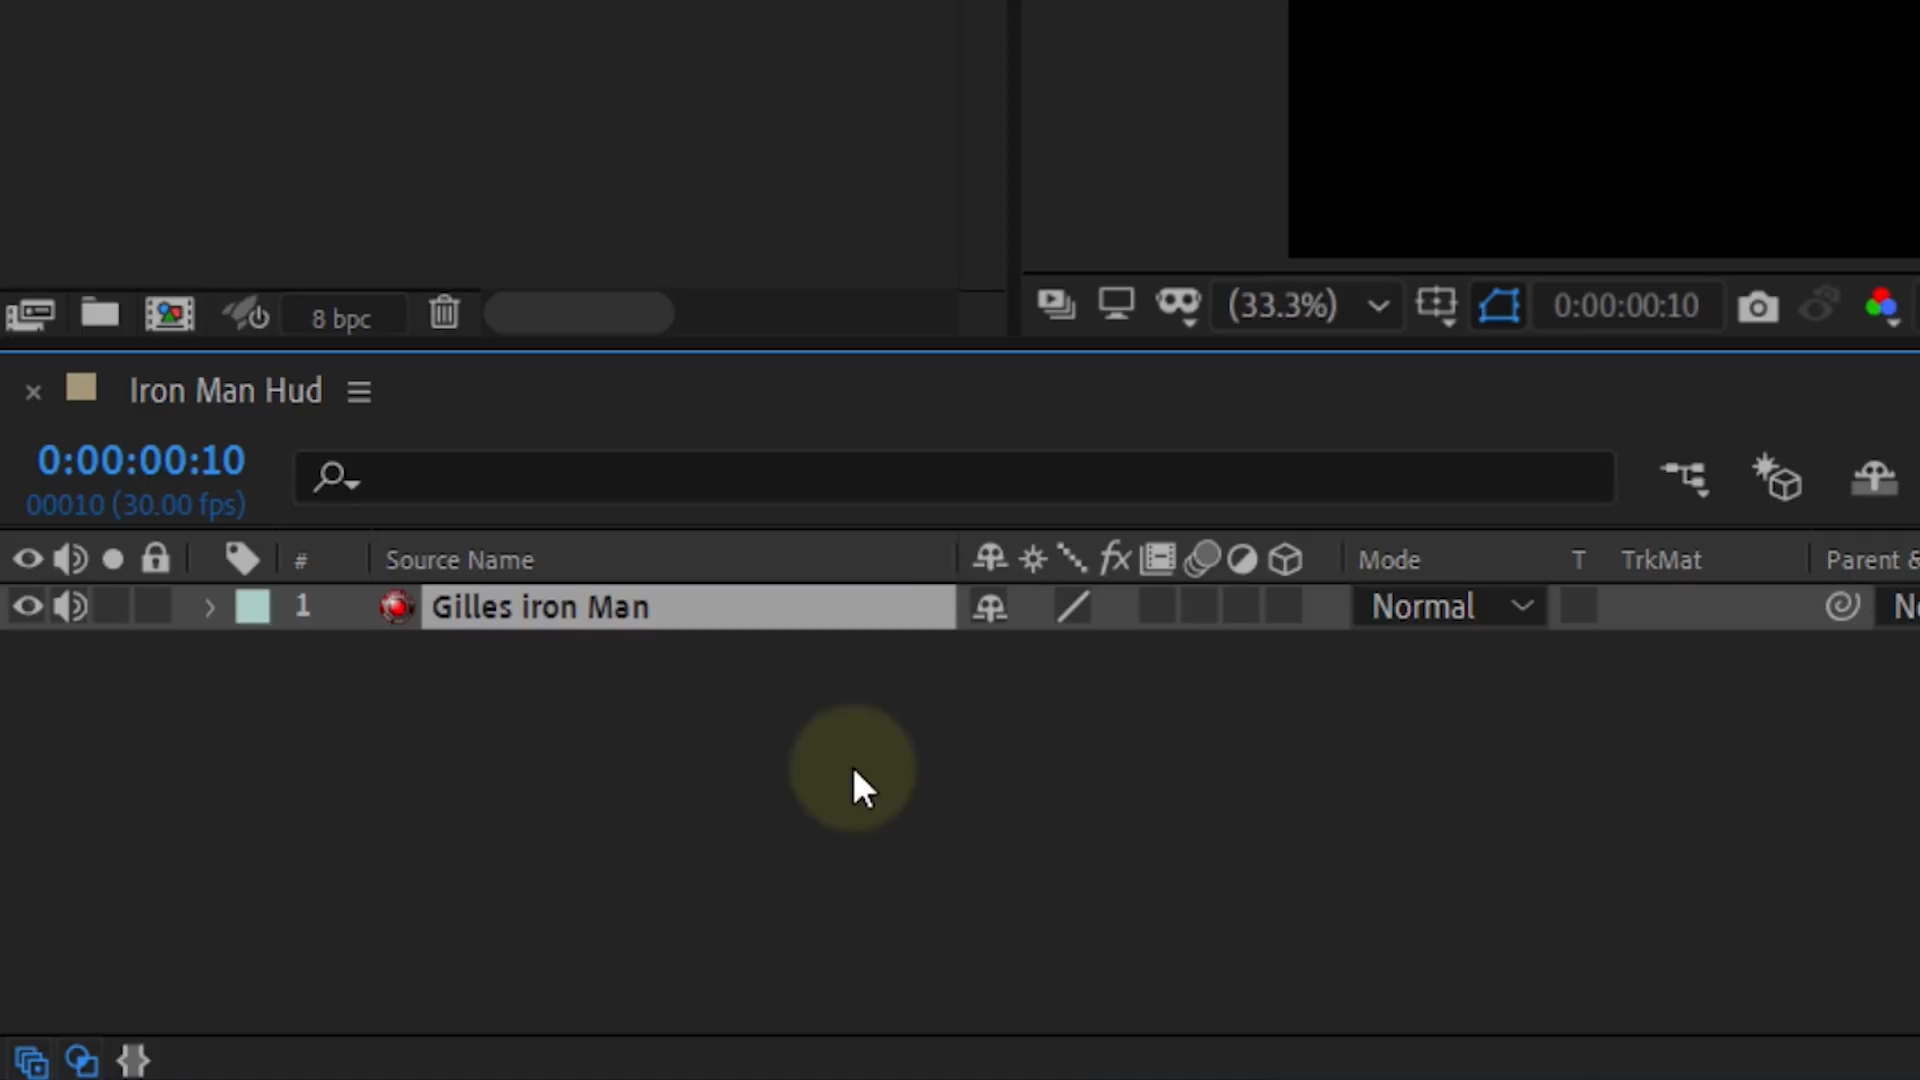 8 bpc
(33.3%)
0:00:00:10
Iron Man Hud
0:00:00:10
00010 (30.00 fps)
# Source Name fx Mode T TrkMat Parent &
1 Gilles iron Man Normal